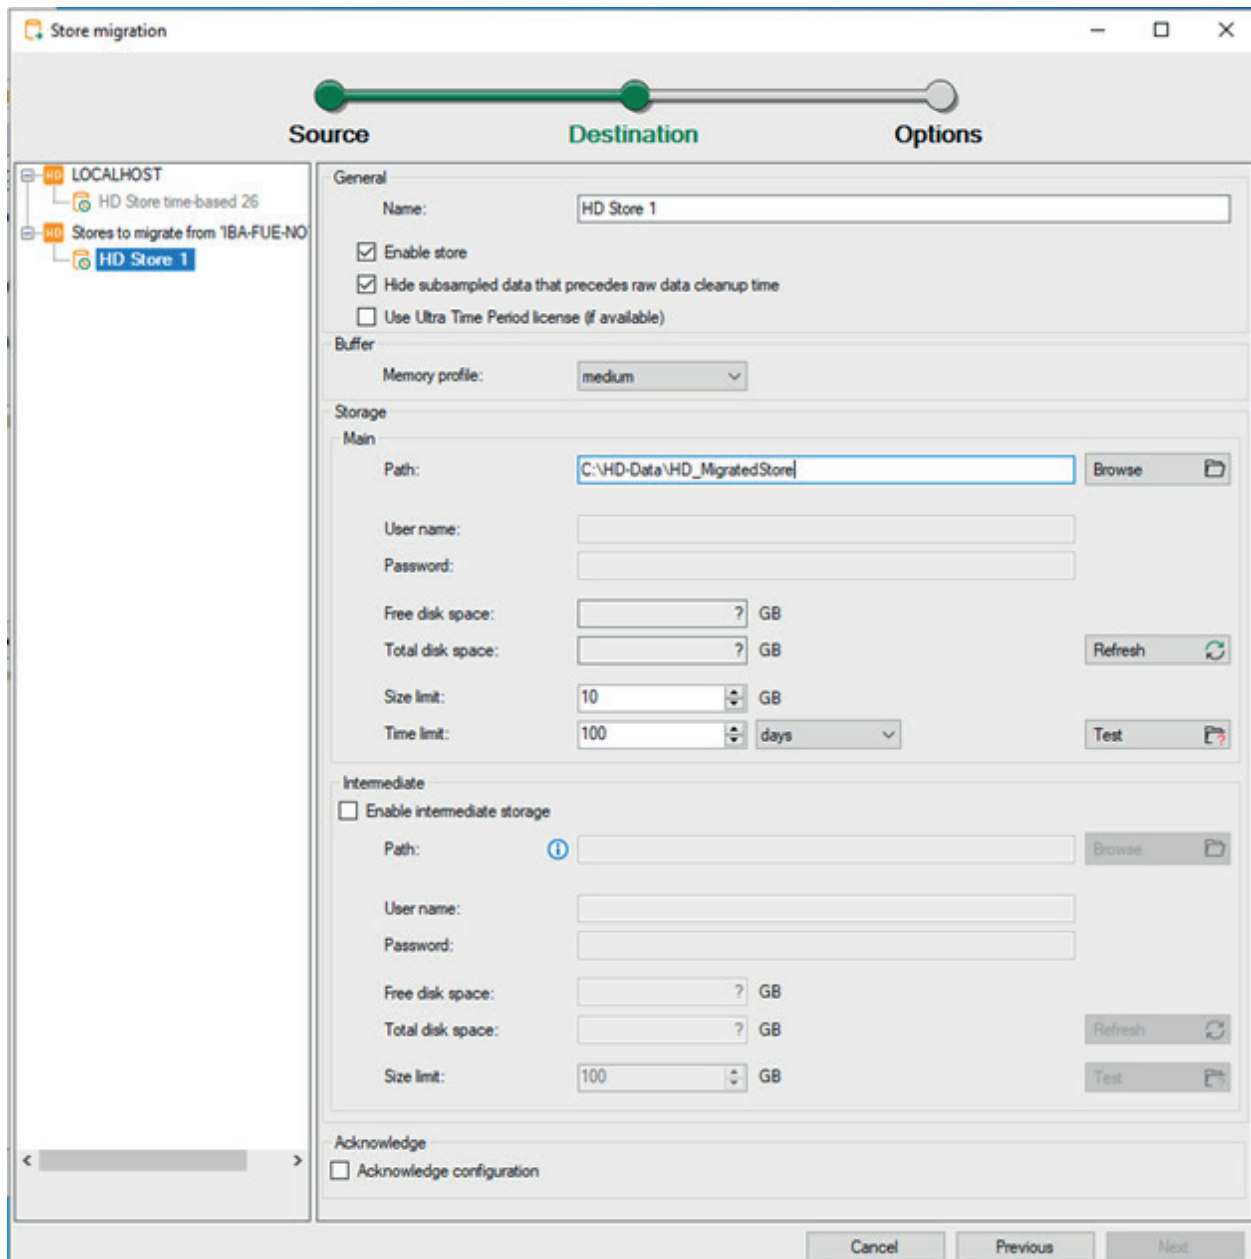 Store migration
Source Destination Options
HD LOCALHOST
HD Store time-based 26
HD Stores to migrate from 'IBA-FUE-NO
HD Store 1
General
Name: HD Store 1
Enable store
Hide subsampled data that precedes raw data cleanup time
Use Ultra Time Period license (if available)
Buffer
Memory profile: medium
Storage
Main
Path: C:\HD-Data\HD_MigratedStore Browse
User name:
Password:
Free disk space: ? GB
Total disk space: ? GB Refresh
Size limit: 10 GB
Time limit: 100 days Test
Intermediate
Enable intermediate storage
Path: Browse
User name:
Password:
Free disk space: ? GB
Total disk space: ? GB Refresh
Size limit: 100 GB Test
Acknowledge
Acknowledge configuration
Cancel Previous Next